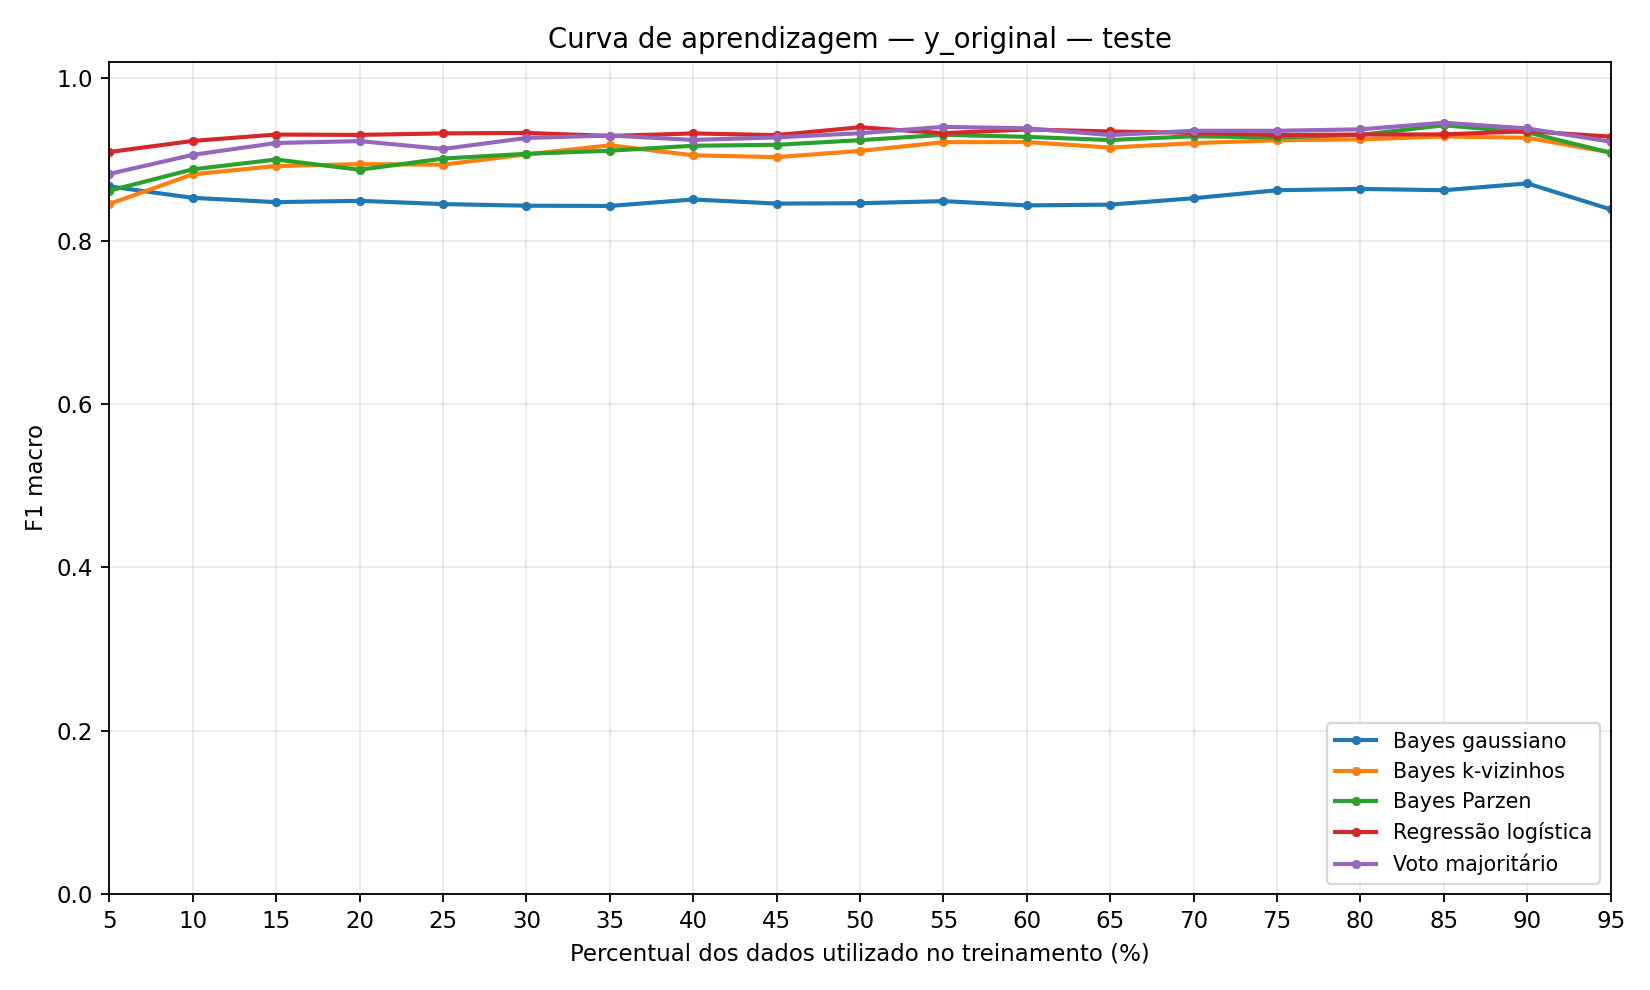 Curva de aprendizagem — y_original — teste
1.0
0.8
0.6
0.4
0.2
0.0
F1 macro
5 10 15 20 25 30 35 40 45 50 55 60 65 70 75 80 85 90 95
Percentual dos dados utilizado no treinamento (%)
Bayes gaussiano
Bayes k-vizinhos
Bayes Parzen
Regressão logística
Voto majoritário